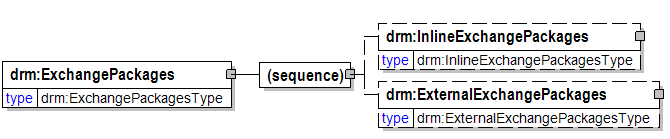 drm:ExchangePackages
type drm:ExchangePackagesType
(sequence)
drm:InlineExchangePackages
type drm:InlineExchangePackagesType
drm:ExternalExchangePackages
type drm:ExternalExchangePackagesType